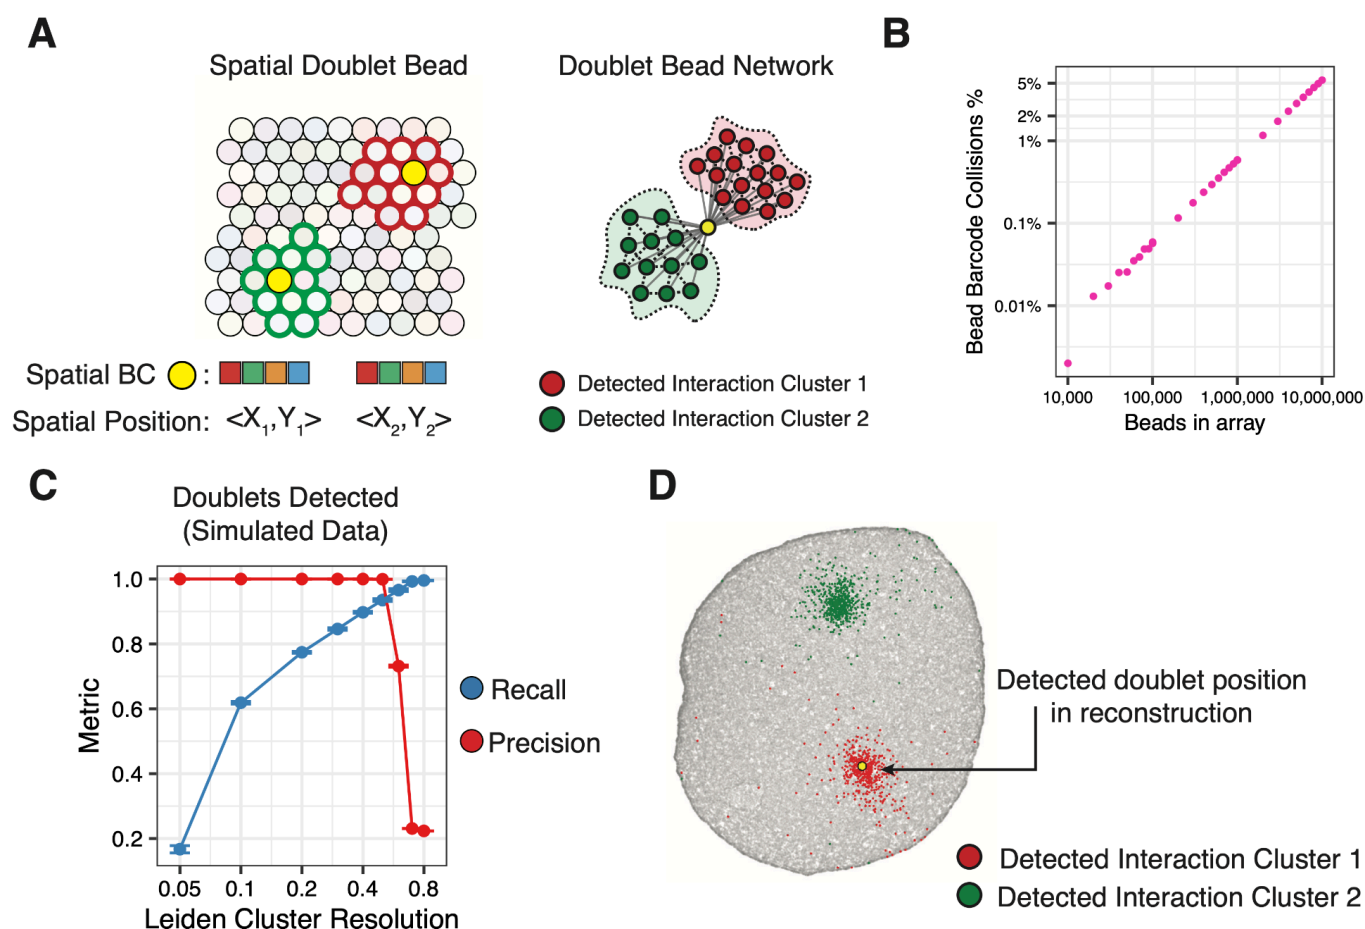 A
Spatial Doublet Bead
Doublet Bead Network
Spatial BC :
Spatial Position: <X1,Y1> <X2,Y2>
Detected Interaction Cluster 1
Detected Interaction Cluster 2
B
Bead Barcode Collisions %
5%
2%
1%
0.1%
0.01%
10,000 100,000 1,000,000 10,000,000
Beads in array
C
Doublets Detected
(Simulated Data)
Metric
1.0
0.8
0.6
0.4
0.2
0.05 0.1 0.2 0.4 0.8
Leiden Cluster Resolution
Recall
Precision
D
Detected doublet position
in reconstruction
Detected Interaction Cluster 1
Detected Interaction Cluster 2